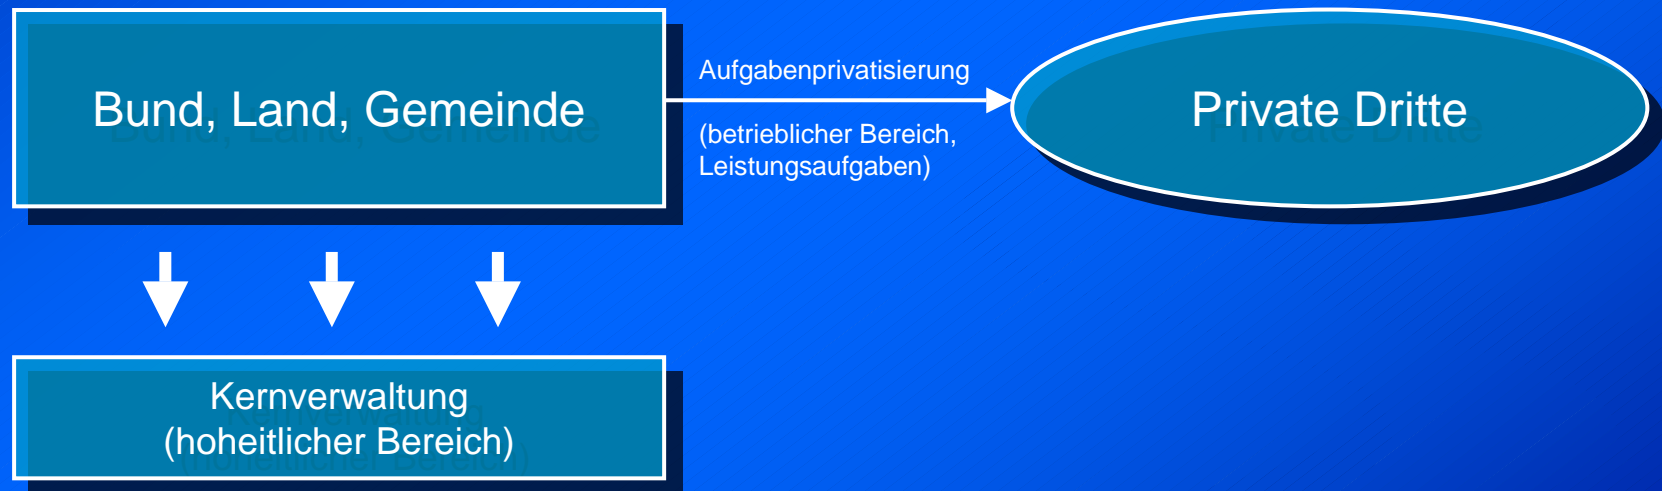 Bund, Land, Gemeinde
Aufgabenprivatisierung
(betrieblicher Bereich,
Leistungsaufgaben)
Private Dritte
Kernverwaltung
(hoheitlicher Bereich)